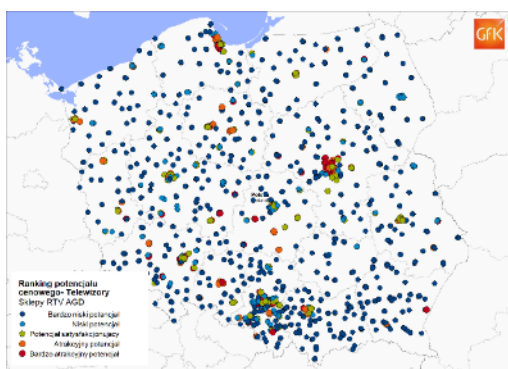 GfK
Ranking potencjału
cenowego- Telewizory
Sklepy RTV AGD
Bardzo niski potencjał
Niski potencjał
Potencjał satysfakcjonujący
Atrakcyjny potencjał
Bardzo atrakcyjny potencjał